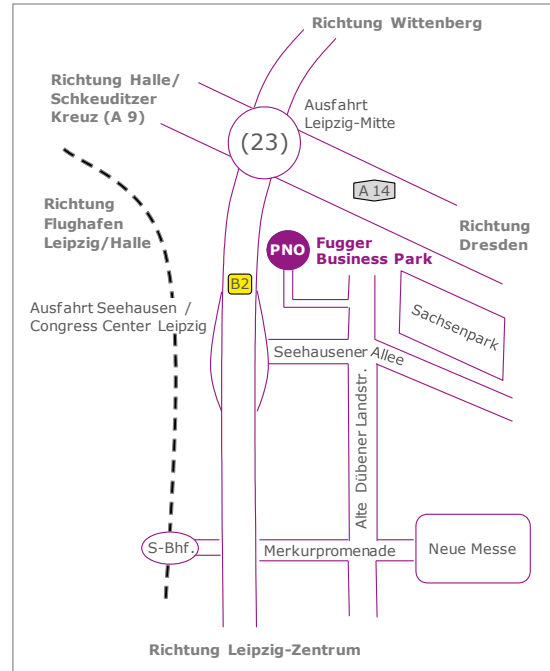 Richtung Wittenberg
Richtung Halle/
Schkeuditzer
Kreuz (A 9)
Ausfahrt
Leipzig-Mitte
(23)
A 14
Richtung
Flughafen
Leipzig/Halle
Richtung
Dresden
PNO
Fugger
Business Park
B2
Ausfahrt Seehausen /
Congress Center Leipzig
Sachsenpark
Seehausener Allee
Alte Dübener Landstr.
S-Bhf.
Merkurpromenade
Neue Messe
Richtung Leipzig-Zentrum